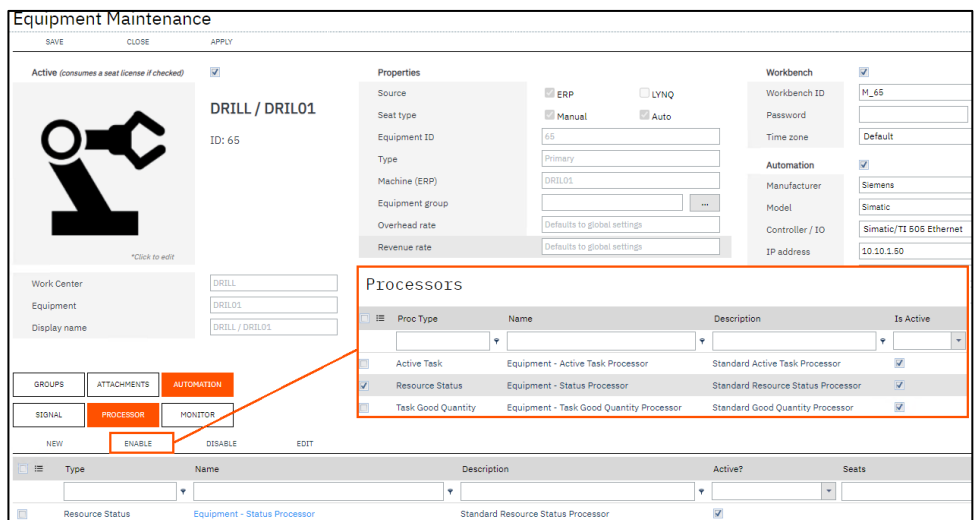 Equipment Maintenance
SAVE CLOSE APPLY
Active (consumes a seat license if checked)
DRILL / DRIL01
ID: 65
*Click to edit
Work Center DRILL
Equipment DRIL01
Display name DRILL / DRIL01
Properties
Source ERP LYNQ
Seat type Manual Auto
Equipment ID 65
Type Primary
Machine (ERP) DRIL01
Equipment group ...
Overhead rate Defaults to global settings
Revenue rate Defaults to global settings
Workbench
Workbench ID M_65
Password
Time zone Default
Automation
Manufacturer Siemens
Model Simatic
Controller / IO Simatic/TI 505 Ethernet
IP address 10.10.1.50
Processors
Proc Type Name Description Is Active
Active Task Equipment - Active Task Processor Standard Active Task Processor
Resource Status Equipment - Status Processor Standard Resource Status Processor
Task Good Quantity Equipment - Task Good Quantity Processor Standard Good Quantity Processor
GROUPS ATTACHMENTS AUTOMATION
SIGNAL PROCESSOR MONITOR
NEW ENABLE DISABLE EDIT
Type Name Description Active? Seats
Resource Status Equipment - Status Processor Standard Resource Status Processor